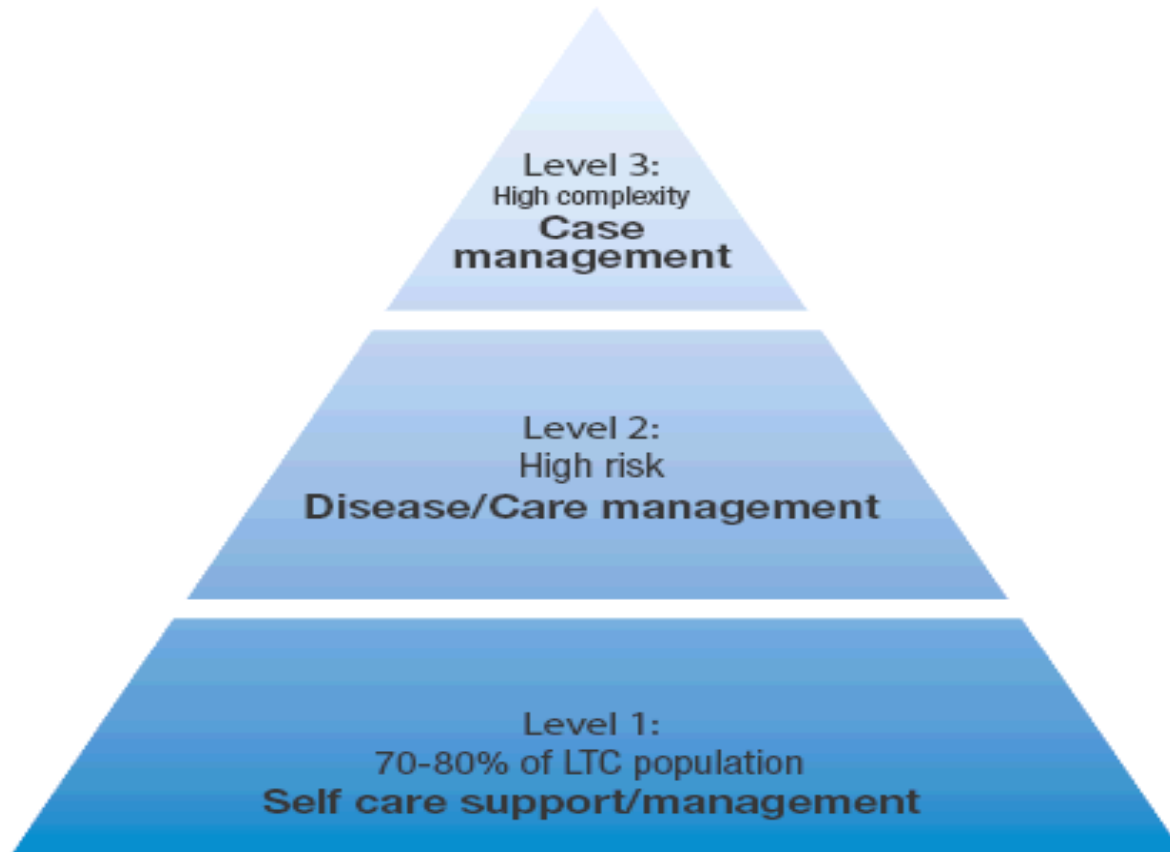 Level 3:
High complexity
Case
management
Level 2:
High risk
Disease/Care management
Level 1:
70-80% of LTC population
Self care support/management